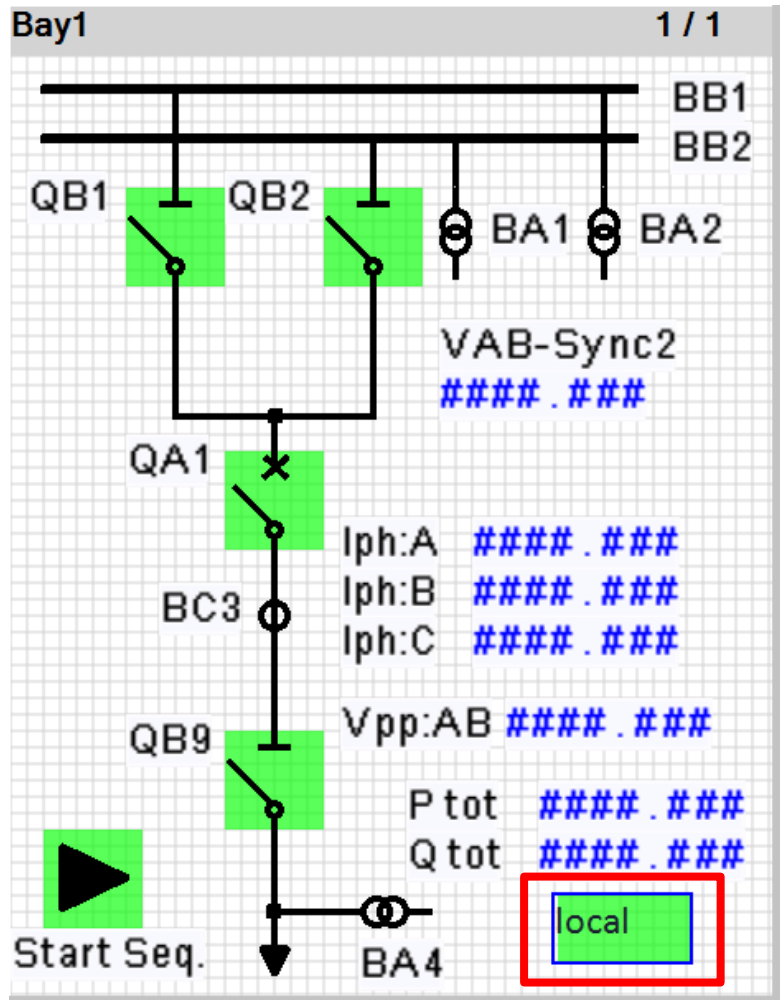 Bay1 1 / 1
BB1
BB2
QB1 QB2 BA1 BA2
VAB-Sync2
####.###
QA1
Iph:A ####.###
BC3 Iph:B ####.###
Iph:C ####.###
QB9 Vpp:AB ####.###
P tot ####.###
Q tot ####.###
local
Start Seq. BA4